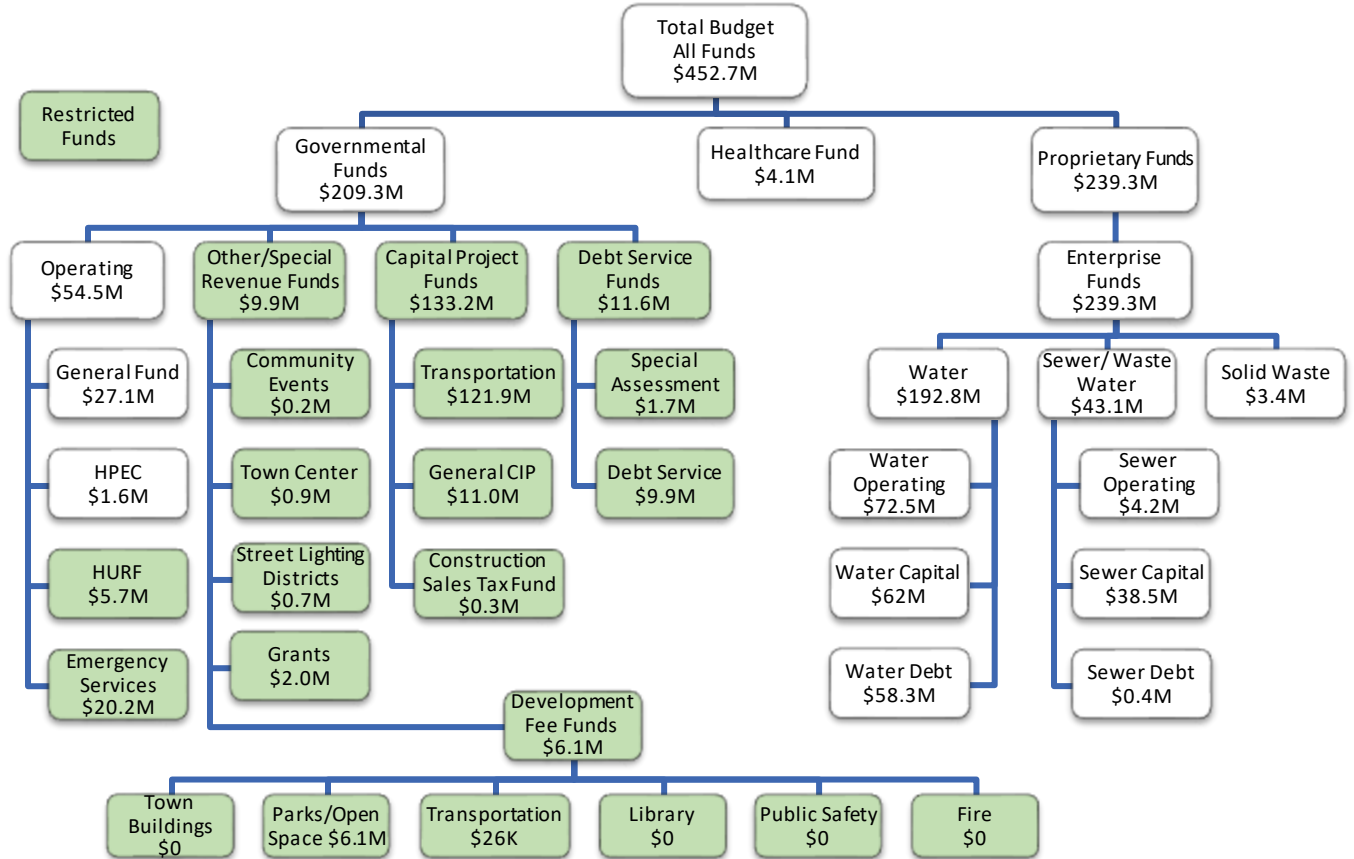 Total Budget
All Funds
$452.7M
Restricted
Funds
Governmental
Funds
$209.3M
Healthcare Fund
$4.1M
Proprietary Funds
$239.3M
Operating
$54.5M
Other/Special
Revenue Funds
$9.9M
Capital Project
Funds
$133.2M
Debt Service
Funds
$11.6M
Enterprise
Funds
$239.3M
General Fund
$27.1M
Community
Events
$0.2M
Transportation
$121.9M
Special
Assessment
$1.7M
Water
$192.8M
Sewer/ Waste
Water
$43.1M
Solid Waste
$3.4M
HPEC
$1.6M
Town Center
$0.9M
General CIP
$11.0M
Debt Service
$9.9M
Water
Operating
$72.5M
Sewer
Operating
$4.2M
HURF
$5.7M
Street Lighting
Districts
$0.7M
Construction
Sales Tax Fund
$0.3M
Water Capital
$62M
Sewer Capital
$38.5M
Emergency
Services
$20.2M
Grants
$2.0M
Water Debt
$58.3M
Sewer Debt
$0.4M
Development
Fee Funds
$6.1M
Town
Buildings
$0
Parks/Open
Space $6.1M
Transportation
$26K
Library
$0
Public Safety
$0
Fire
$0